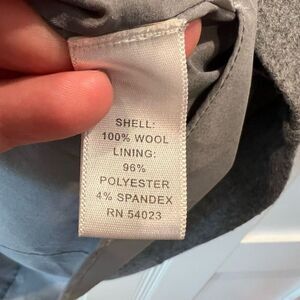 SHELL:
100% WOOL
LINING:
96%
POLYESTER
4% SPANDEX
RN 54023